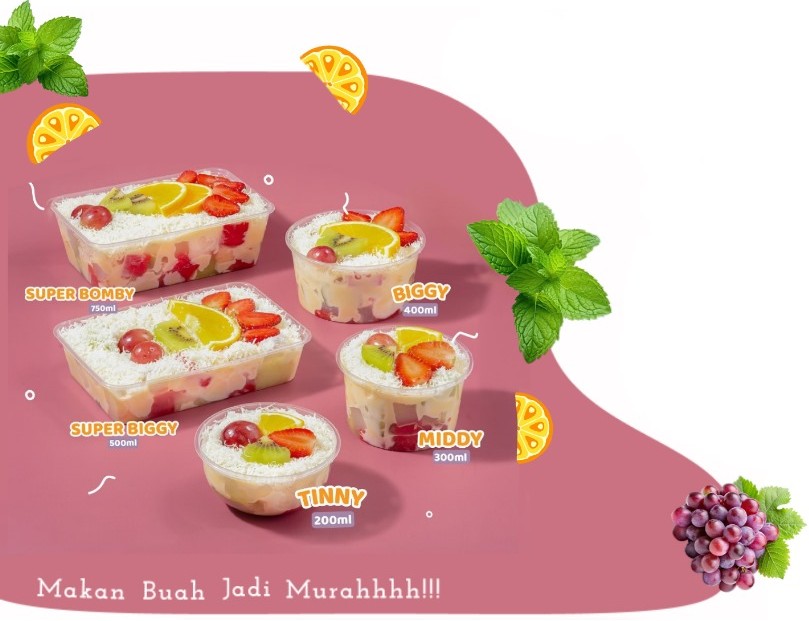 SUPER BOMBY
750ml
BIGGY
400ml
SUPER BIGGY
500ml
MIDDY
300ml
TINNY
200ml
Makan Buah Jadi Murahhhh!!!